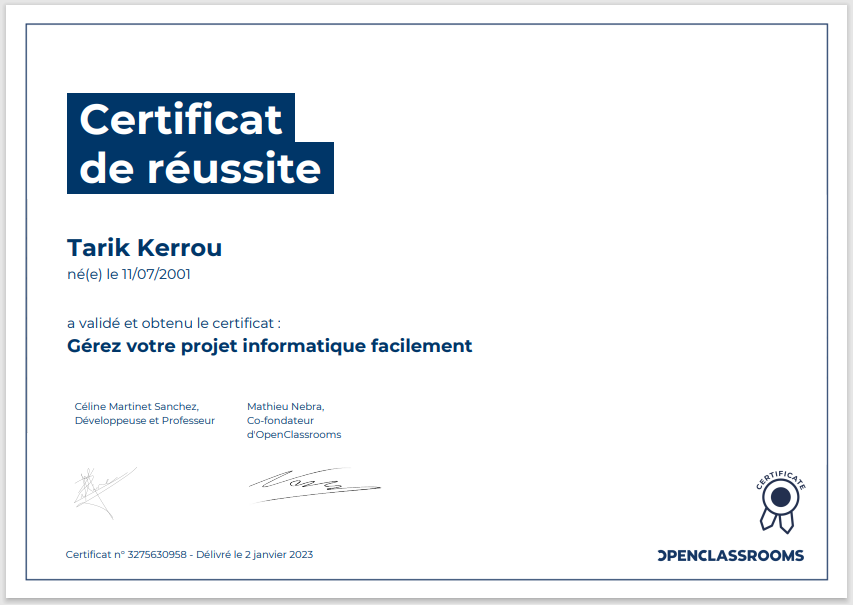 Certificat
de réussite
Tarik Kerrou
né(e) le 11/07/2001
a validé et obtenu le certificat :
Gérez votre projet informatique facilement
Céline Martinet Sanchez,
Développeuse et Professeur
Mathieu Nebra,
Co-fondateur
d'OpenClassrooms
CERTIFICATE
Certificat n° 3275630958 - Délivré le 2 janvier 2023
OPENCLASSROOMS